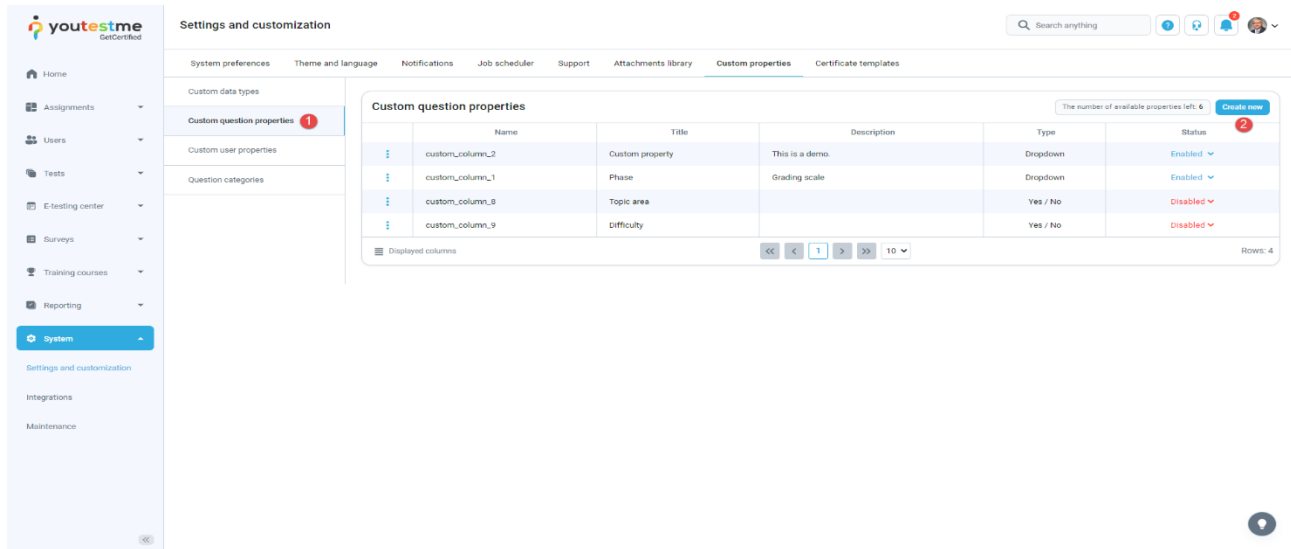 youtestme
GetCertified
Settings and customization
Search anything
?
2
Home
Assignments
Users
Tests
E-testing center
Surveys
Training courses
Reporting
System
Settings and customization
Integrations
Maintenance
System preferences Theme and language Notifications Job scheduler Support Attachments library Custom properties Certificate templates
Custom data types
Custom question properties 1
Custom user properties
Question categories
Custom question properties The number of available properties left: 6 Create new
2
Name Title Description Type Status
custom_column_2 Custom property This is a demo. Dropdown Enabled
custom_column_1 Phase Grading scale Dropdown Enabled
custom_column_8 Topic area Yes / No Disabled
custom_column_9 Difficulty Yes / No Disabled
Displayed columns << < 1 > >> 10 Rows: 4
<<